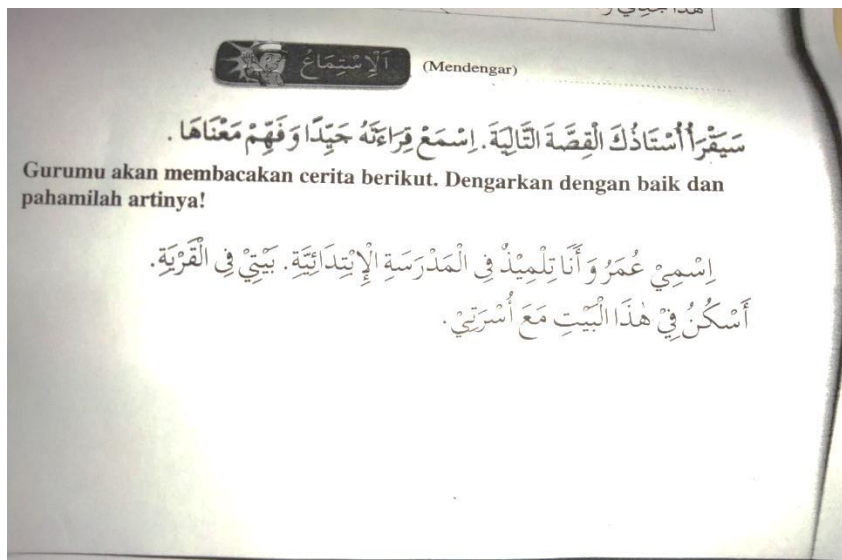 اَلْاِسْتِمَاعُ (Mendengar)
سَيَقْرَأُ أُسْتَاذُكَ الْقِصَّةَ التَّالِيَةَ. اِسْمَعْ قِرَاءَتَهُ جَيِّدًا وَ فَهِّمْ مَعْنَاهَا .
Gurumu akan membacakan cerita berikut. Dengarkan dengan baik dan
pahamilah artinya!
اِسْمِيْ عُمَرُ وَ أَنَا تِلْمِيْذٌ فِى الْمَدْرَسَةِ الْإِبْتِدَائِيَّةِ. بَيْتِيْ فِى الْقَرْيَةِ.
أَسْكُنُ فِيْ هٰذَا الْبَيْتِ مَعَ أُسْرَتِيْ.